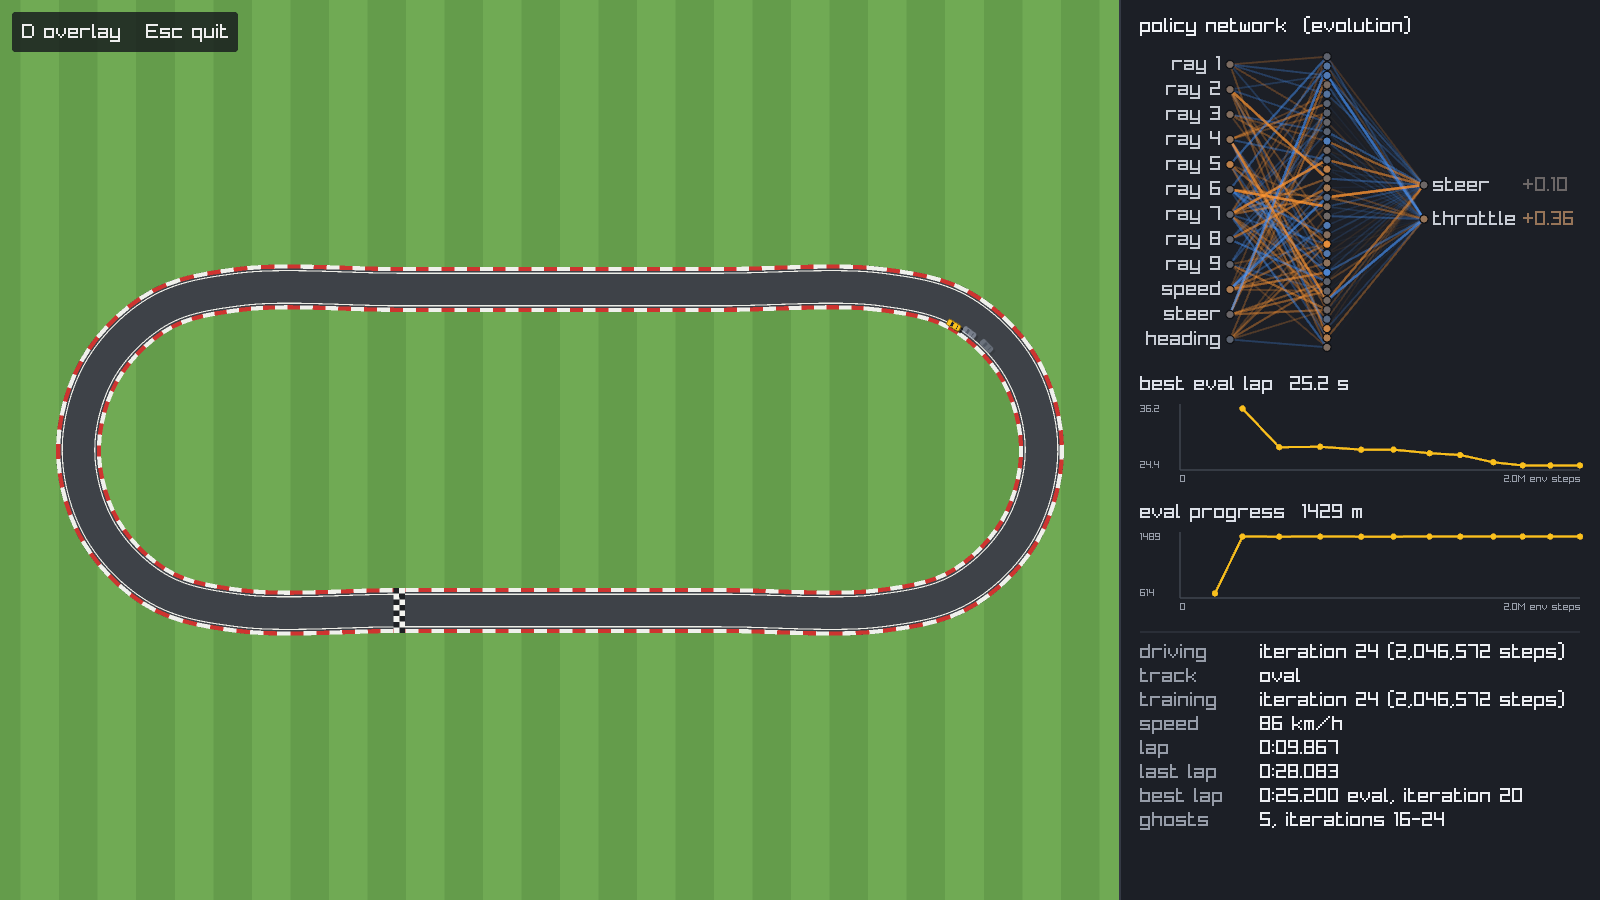 D overlay   Esc quit
policy network  (evolution)
ray 1
ray 2
ray 3
ray 4
ray 5
ray 6
ray 7
ray 8
ray 9
speed
steer
heading
steer +0.10
throttle +0.36
best eval lap  25.2 s
36.2
24.4
0 2.0M env steps
eval progress  1429 m
1489
614
0 2.0M env steps
driving iteration 24 (2,046,572 steps)
track oval
training iteration 24 (2,046,572 steps)
speed 86 km/h
lap 0:09.867
last lap 0:28.083
best lap 0:25.200 eval, iteration 20
ghosts 5, iterations 16-24